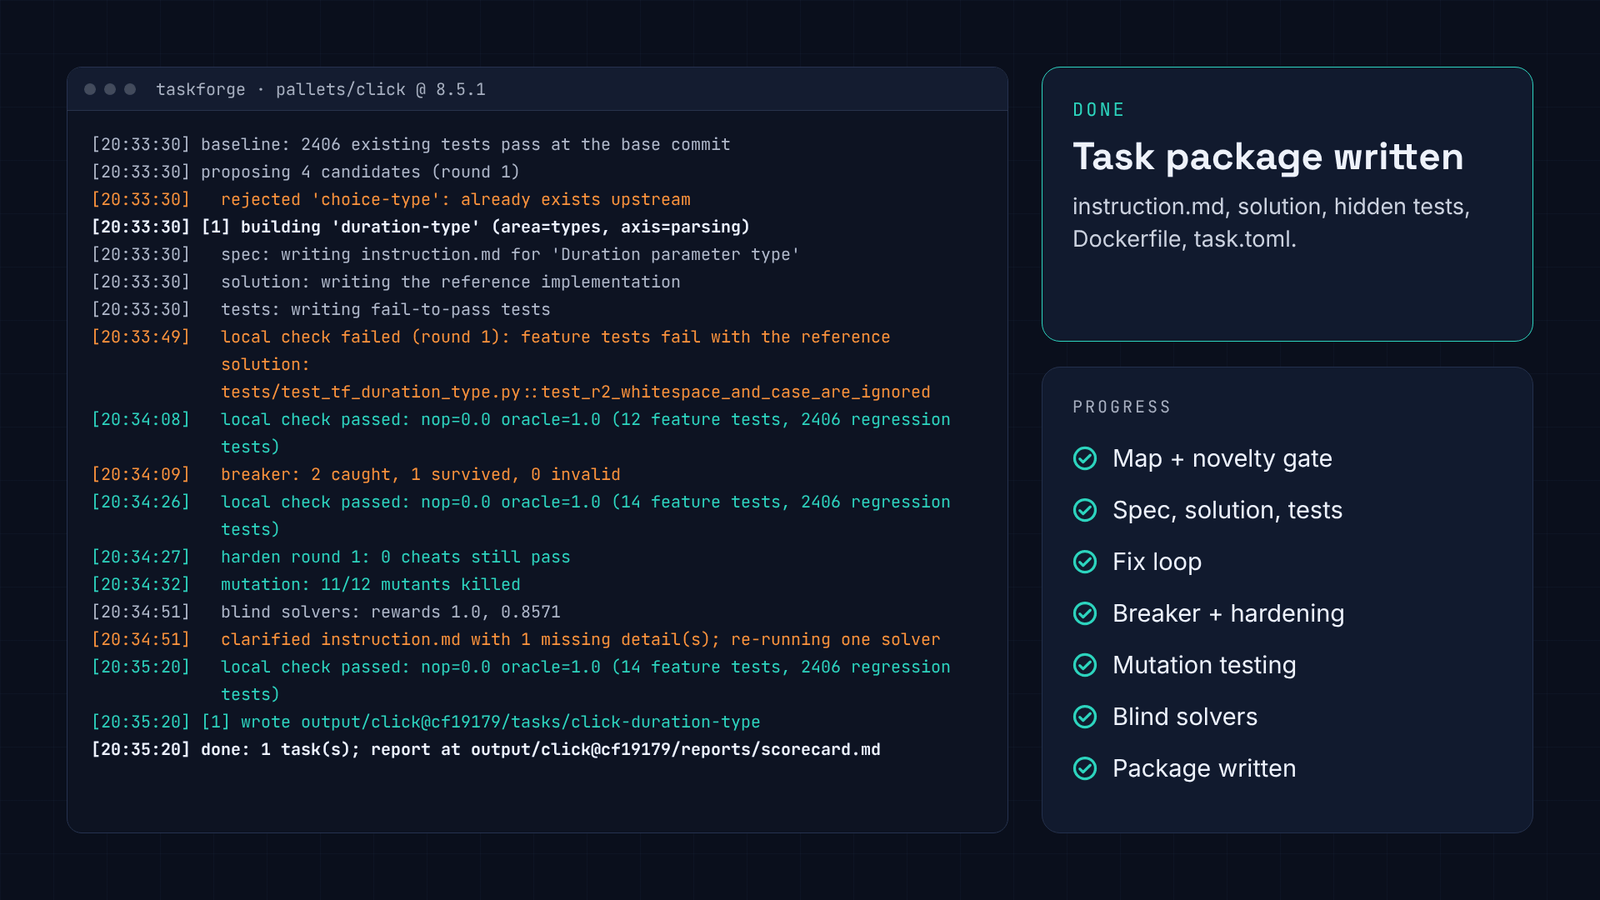 taskforge · pallets/click @ 8.5.1
[20:33:30] baseline: 2406 existing tests pass at the base commit
[20:33:30] proposing 4 candidates (round 1)
[20:33:30] rejected 'choice-type': already exists upstream
[20:33:30] [1] building 'duration-type' (area=types, axis=parsing)
[20:33:30] spec: writing instruction.md for 'Duration parameter type'
[20:33:30] solution: writing the reference implementation
[20:33:30] tests: writing fail-to-pass tests
[20:33:49] local check failed (round 1): feature tests fail with the reference
solution:
tests/test_tf_duration_type.py::test_r2_whitespace_and_case_are_ignored
[20:34:08] local check passed: nop=0.0 oracle=1.0 (12 feature tests, 2406 regression
tests)
[20:34:09] breaker: 2 caught, 1 survived, 0 invalid
[20:34:26] local check passed: nop=0.0 oracle=1.0 (14 feature tests, 2406 regression
tests)
[20:34:27] harden round 1: 0 cheats still pass
[20:34:32] mutation: 11/12 mutants killed
[20:34:51] blind solvers: rewards 1.0, 0.8571
[20:34:51] clarified instruction.md with 1 missing detail(s); re-running one solver
[20:35:20] local check passed: nop=0.0 oracle=1.0 (14 feature tests, 2406 regression
tests)
[20:35:20] [1] wrote output/click@cf19179/tasks/click-duration-type
[20:35:20] done: 1 task(s); report at output/click@cf19179/reports/scorecard.md
DONE
Task package written
instruction.md, solution, hidden tests,
Dockerfile, task.toml.
PROGRESS
Map + novelty gate
Spec, solution, tests
Fix loop
Breaker + hardening
Mutation testing
Blind solvers
Package written